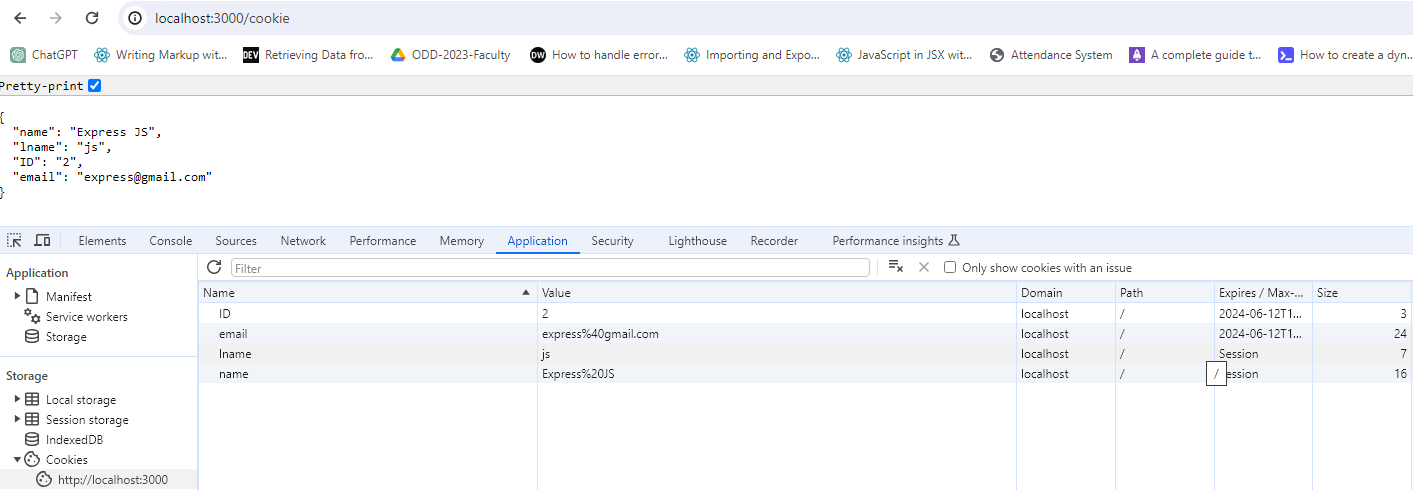 localhost:3000/cookie
ChatGPT Writing Markup wit... DEV Retrieving Data fro... ODD-2023-Faculty DW How to handle error... Importing and Expo... JavaScript in JSX wit... Attendance System A complete guide t... How to create a dyn...
Pretty-print
{
"name": "Express JS",
"lname": "js",
"ID": "2",
"email": "express@gmail.com"
}
Elements Console Sources Network Performance Memory Application Security Lighthouse Recorder Performance insights
Application
Manifest
Service workers
Storage
Storage
Local storage
Session storage
IndexedDB
Cookies
http://localhost:3000
Filter Only show cookies with an issue
Name Value Domain Path Expires / Max-... Size
ID 2 localhost / 2024-06-12T1... 3
email express%40gmail.com localhost / 2024-06-12T1... 24
lname js localhost / Session 7
name Express%20JS localhost / / ession 16